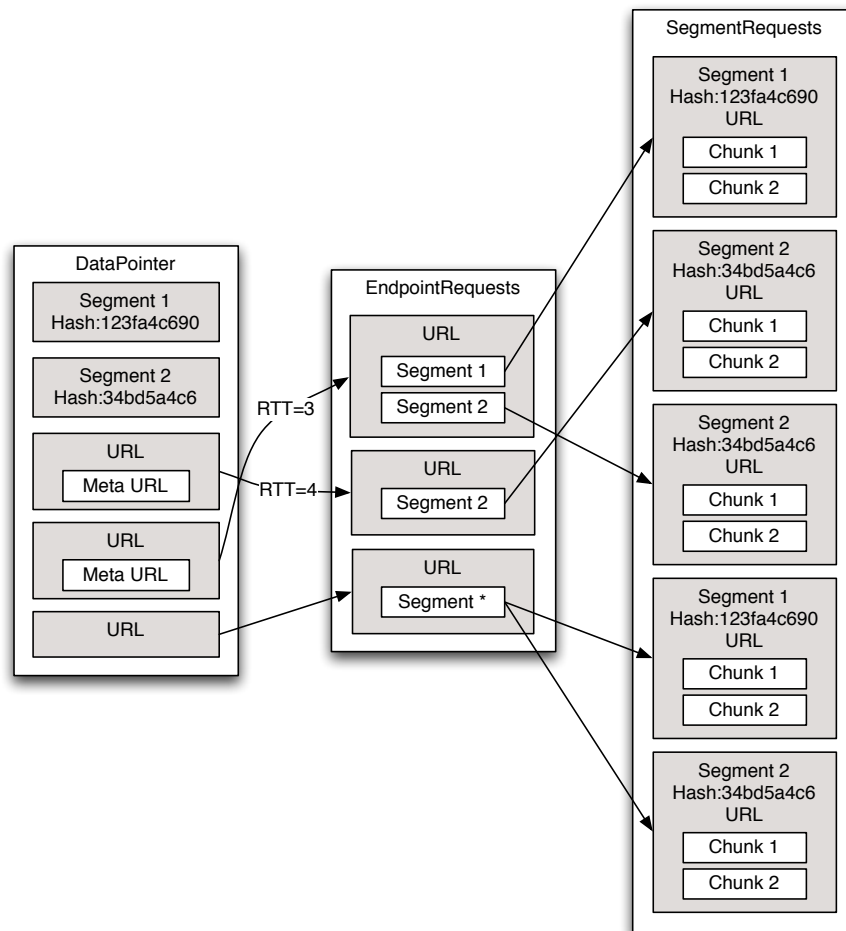 DataPointer
Segment 1
Hash:123fa4c690
Segment 2
Hash:34bd5a4c6
URL
Meta URL
URL
Meta URL
URL
RTT=3
RTT=4
EndpointRequests
URL
Segment 1
Segment 2
URL
Segment 2
URL
Segment *
SegmentRequests
Segment 1
Hash:123fa4c690
URL
Chunk 1
Chunk 2
Segment 2
Hash:34bd5a4c6
URL
Chunk 1
Chunk 2
Segment 2
Hash:34bd5a4c6
URL
Chunk 1
Chunk 2
Segment 1
Hash:123fa4c690
URL
Chunk 1
Chunk 2
Segment 2
Hash:34bd5a4c6
URL
Chunk 1
Chunk 2